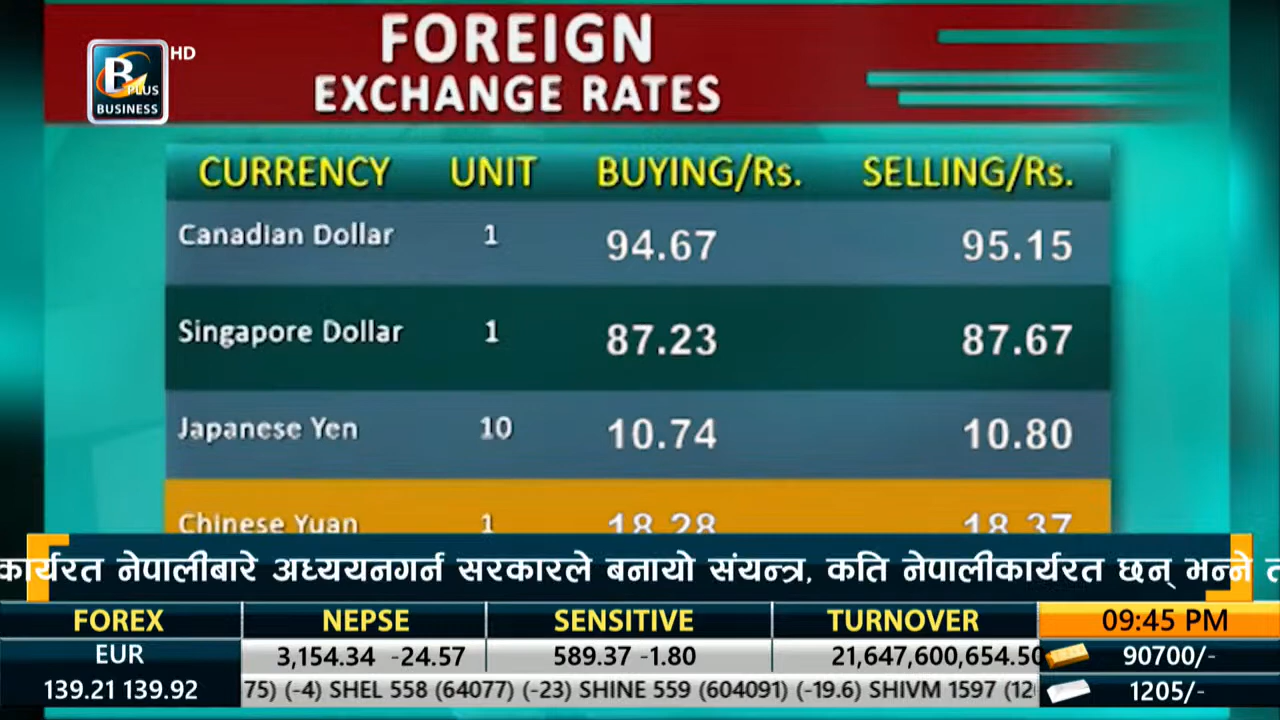 FOREIGN
EXCHANGE RATES
B PLUS BUSINESS HD
CURRENCY UNIT BUYING/Rs. SELLING/Rs.
Canadian Dollar 1 94.67 95.15
Singapore Dollar 1 87.23 87.67
Japanese Yen 10 10.74 10.80
Chinese Yuan 1 18.28 18.37
कार्यरत नेपालीबारे अध्ययनगर्न सरकारले बनायो संयन्त्र, कति नेपालीकार्यरत छन् भन्ने
FOREX NEPSE SENSITIVE TURNOVER 09:45 PM
EUR 3,154.34 -24.57 589.37 -1.80 21,647,600,654.50 90700/-
139.21 139.92 75) (-4) SHEL 558 (64077) (-23) SHINE 559 (604091) (-19.6) SHIVM 1597 (12 1205/-